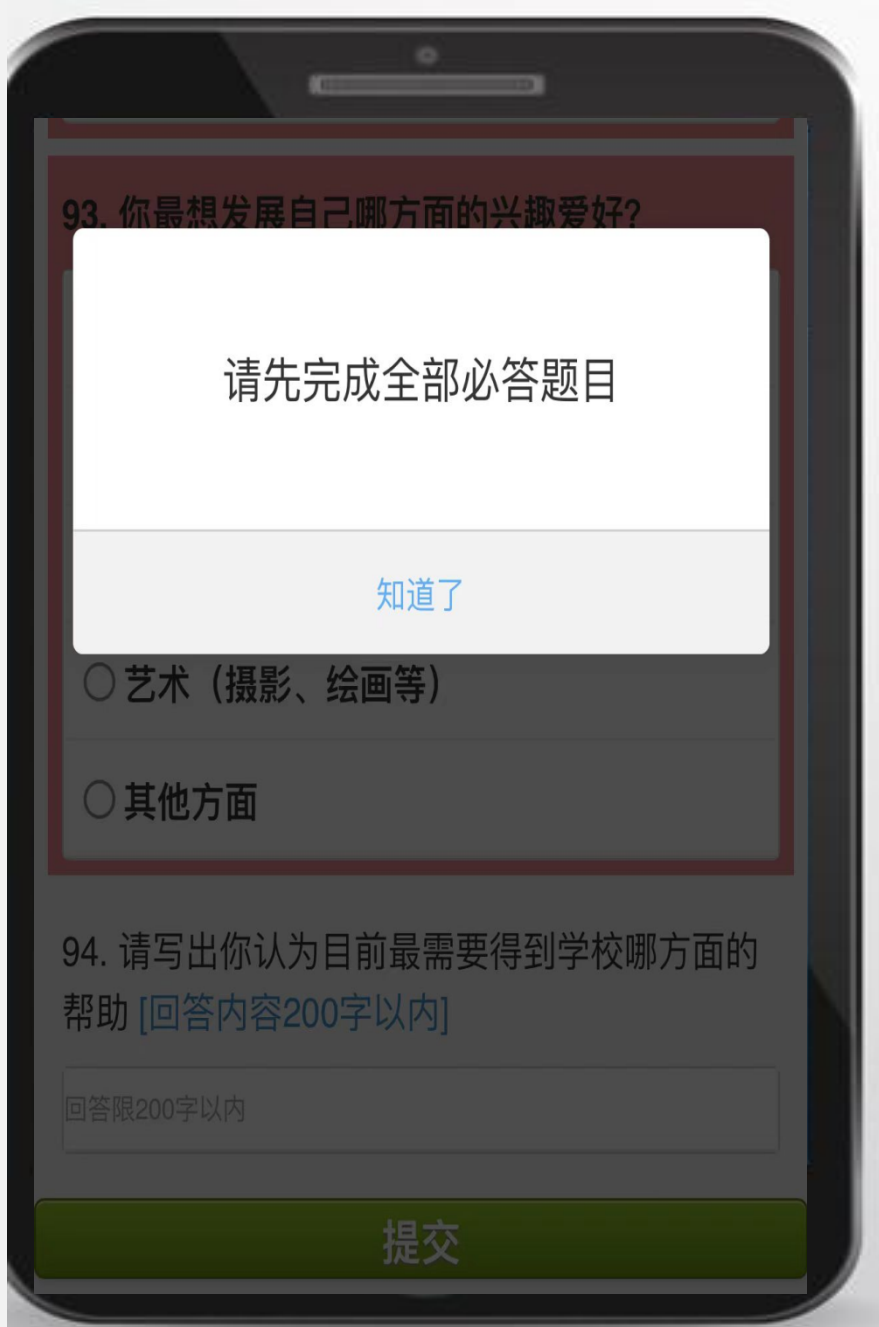 93. 你最想发展自己哪方面的兴趣爱好?
请先完成全部必答题目
知道了
艺术（摄影、绘画等）
其他方面
94. 请写出你认为目前最需要得到学校哪方面的
帮助 [回答内容200字以内]
回答限200字以内
提交